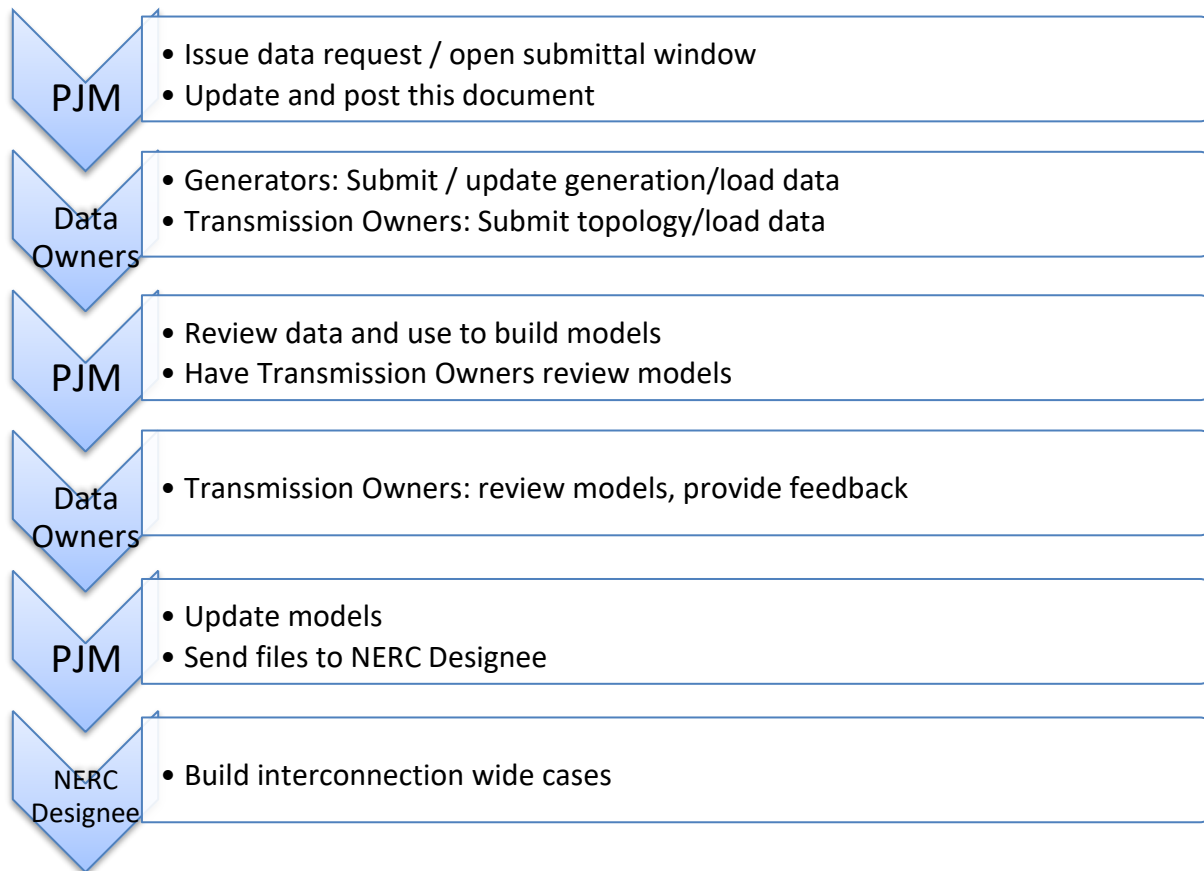 PJM
• Issue data request / open submittal window
• Update and post this document
Data
Owners
• Generators: Submit / update generation/load data
• Transmission Owners: Submit topology/load data
PJM
• Review data and use to build models
• Have Transmission Owners review models
Data
Owners
• Transmission Owners: review models, provide feedback
PJM
• Update models
• Send files to NERC Designee
NERC
Designee
• Build interconnection wide cases